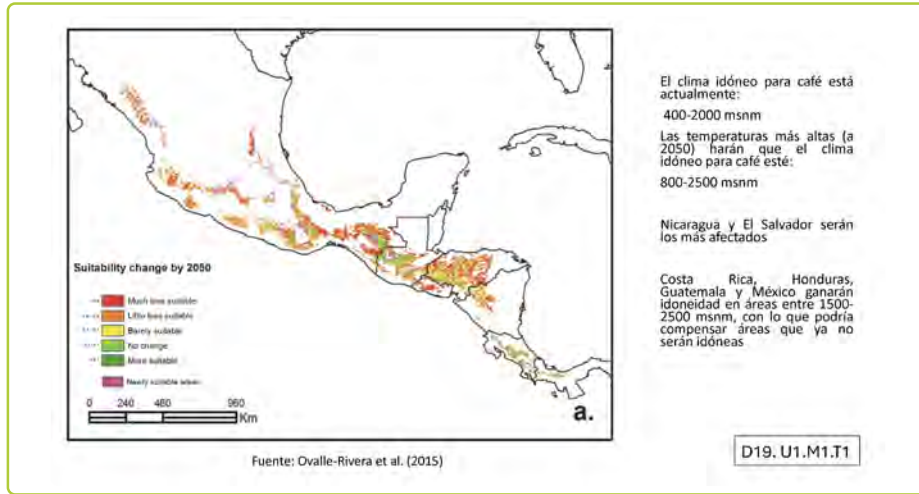 Suitability change by 2050
Much less suitable
Little less suitable
Barely suitable
No change
More suitable
Newly suitable areas
0 240 480 960
Km
a.
Fuente: Ovalle-Rivera et al. (2015)
El clima idóneo para café está
actualmente:
400-2000 msnm
Las temperaturas más altas (a
2050) harán que el clima
idóneo para café esté:
800-2500 msnm
Nicaragua y El Salvador serán
los más afectados
Costa Rica, Honduras,
Guatemala y México ganarán
idoneidad en áreas entre 1500-
2500 msnm, con lo que podría
compensar áreas que ya no
serán idóneas
D19. U1.M1.T1